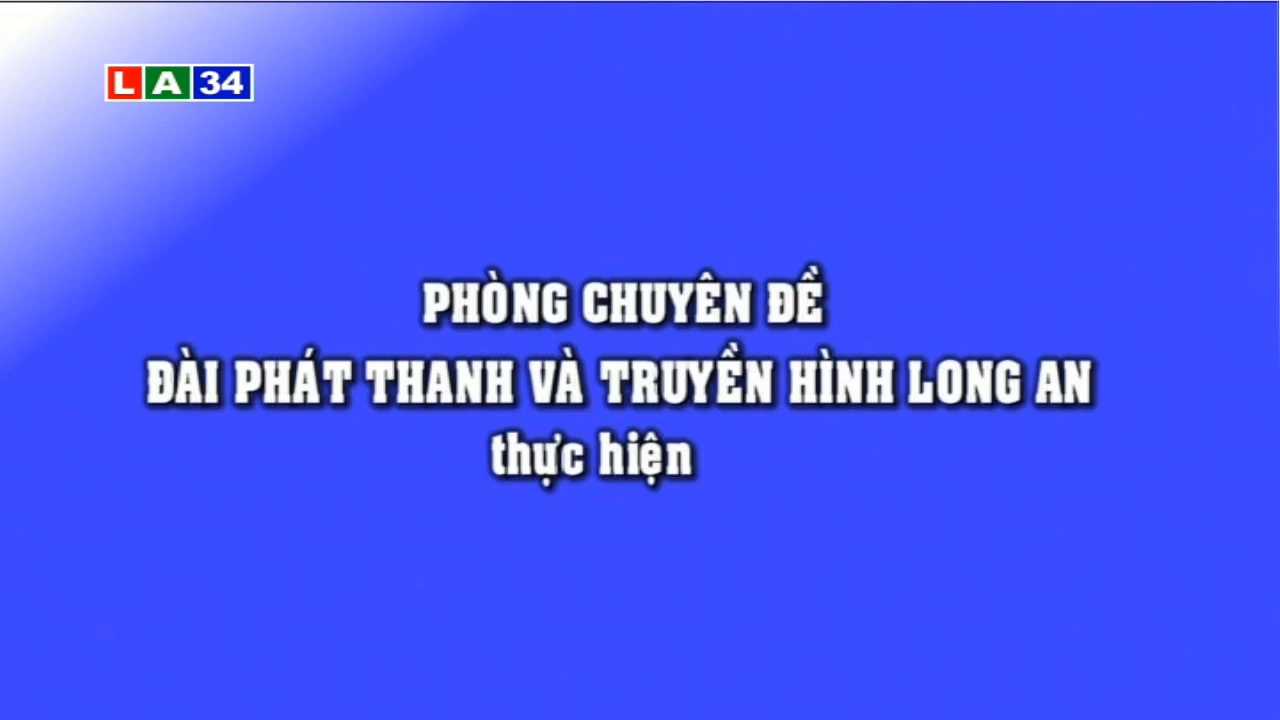 LA34
PHÒNG CHUYÊN ĐỀ
ĐÀI PHÁT THANH VÀ TRUYỀN HÌNH LONG AN
thực hiện